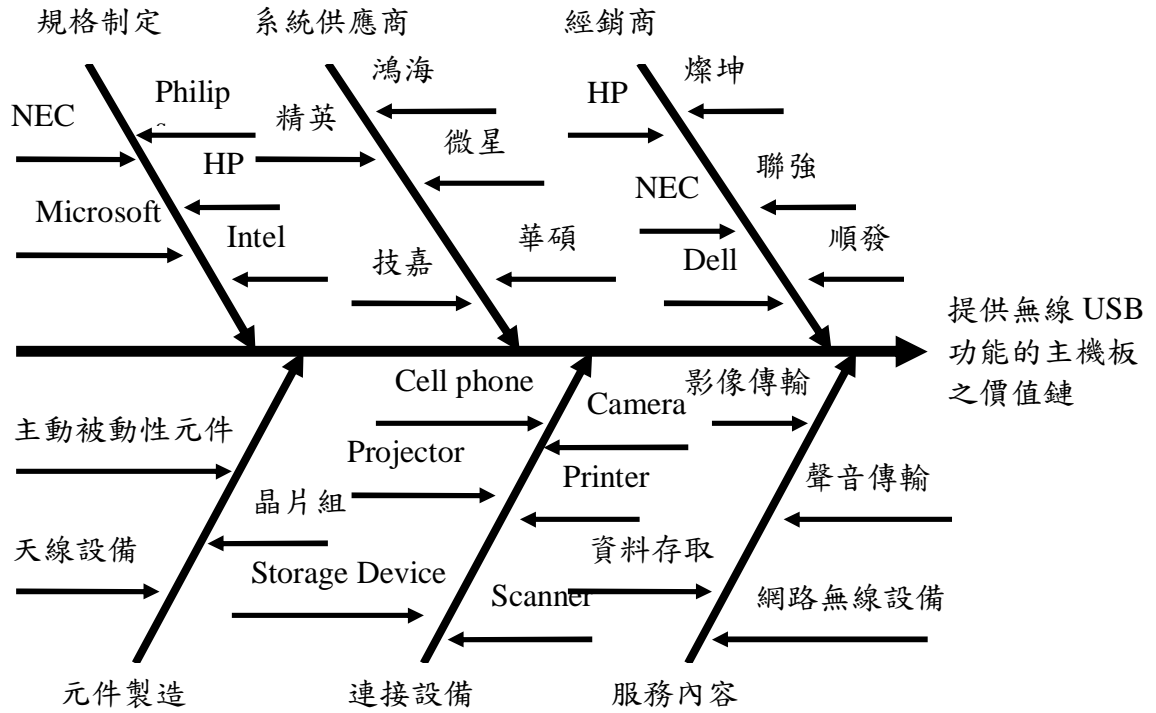 規格制定
系統供應商
經銷商
鴻海
燦坤
HP
Philip
NEC
精英
微星
HP
聯強
NEC
Microsoft
Intel
華碩
順發
技嘉
Dell
提供無線 USB
功能的主機板
之價值鏈
Cell phone
影像傳輸
Camera
主動被動性元件
Projector
Printer
聲音傳輸
晶片組
天線設備
資料存取
Storage Device
Scanner
網路無線設備
元件製造
連接設備
服務內容